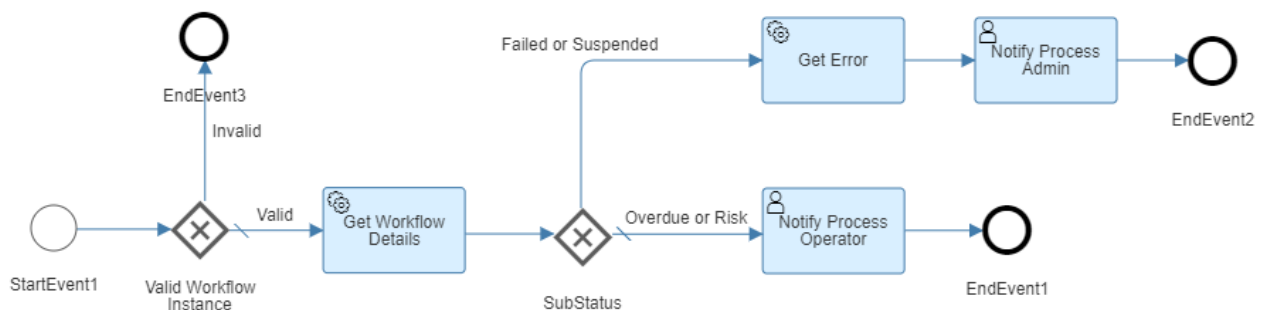 Failed or Suspended
Get Error
Notify Process
Admin
EndEvent3
EndEvent2
Invalid
Valid
Get Workflow
Details
Overdue or Risk
Notify Process
Operator
StartEvent1
Valid Workflow
Instance
SubStatus
EndEvent1